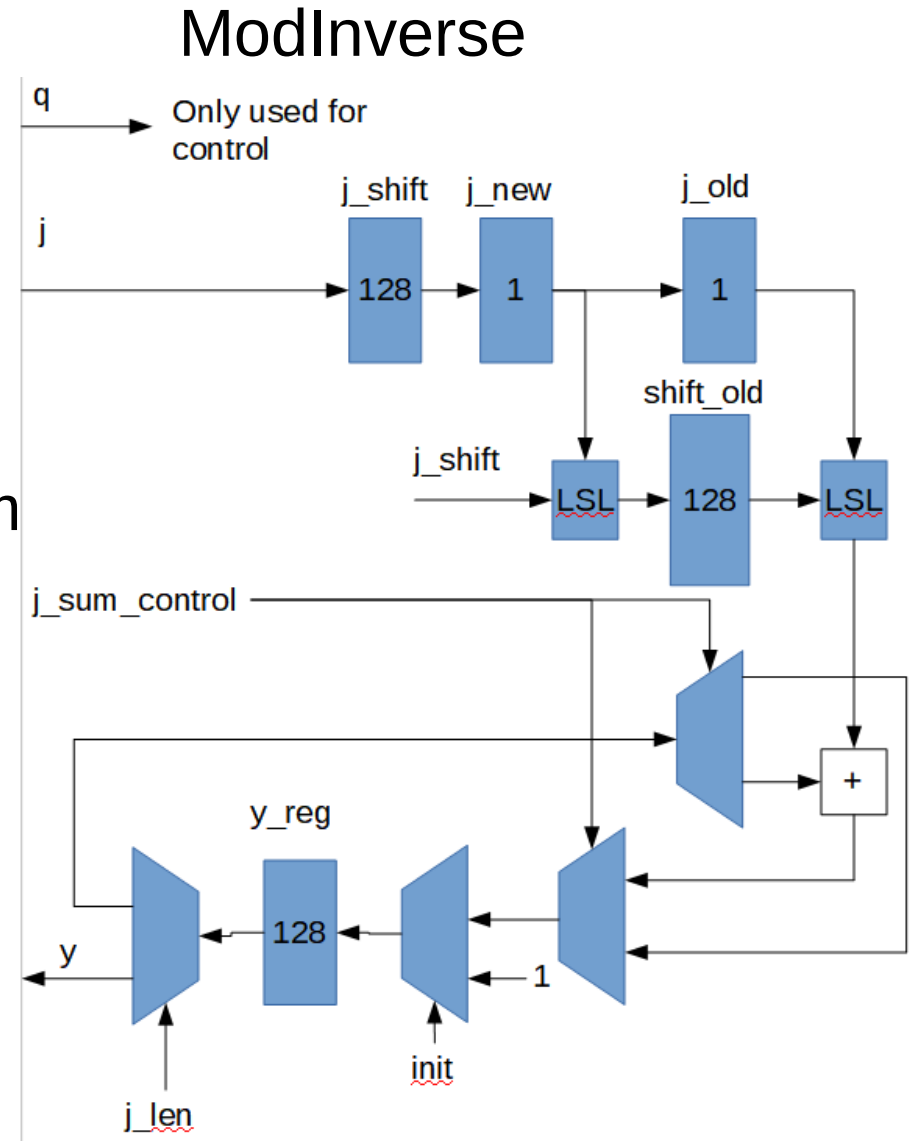 ModInverse
q
Only used for
control
j_shift
j_new
j_old
j
128
1
1
shift_old
j_shift
LSL
128
LSL
n
j_sum_control
+
y_reg
128
y
1
init
j_len